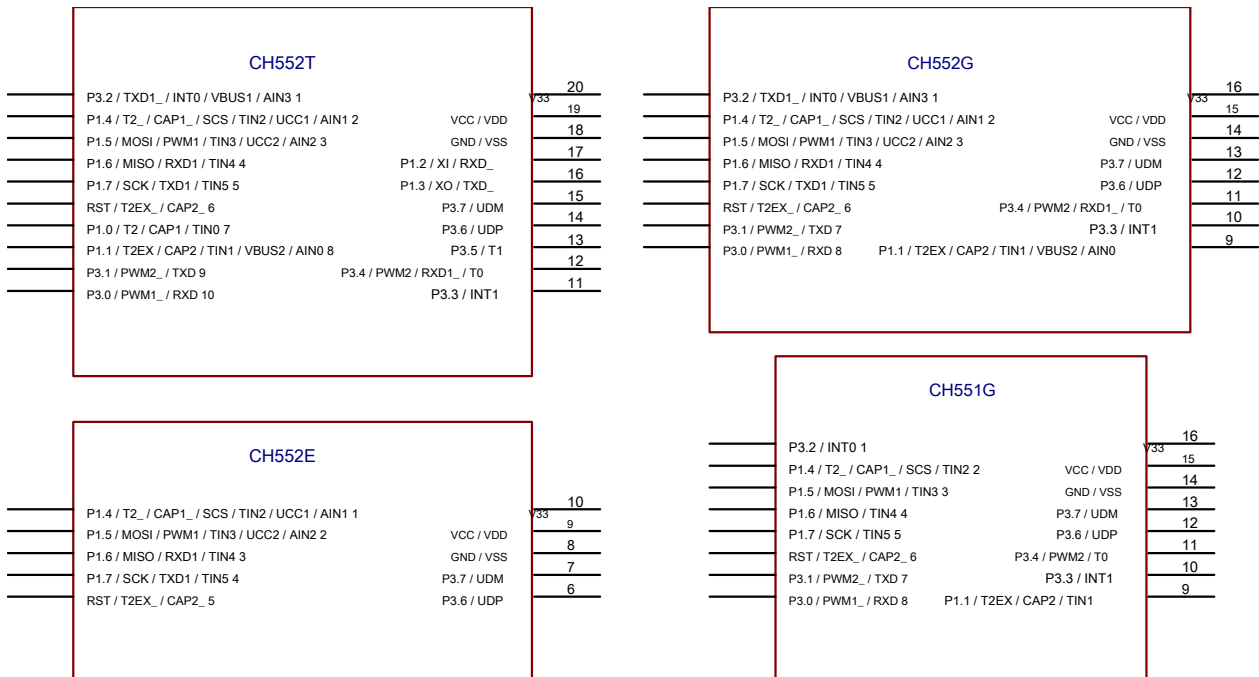 CH552T
P3.2 / TXD1_ / INT0 / VBUS1 / AIN3 1
V33 20
P1.4 / T2_ / CAP1_ / SCS / TIN2 / UCC1 / AIN1 2
VCC / VDD 19
P1.5 / MOSI / PWM1 / TIN3 / UCC2 / AIN2 3
GND / VSS 18
P1.6 / MISO / RXD1 / TIN4 4
P1.2 / XI / RXD_ 17
P1.7 / SCK / TXD1 / TIN5 5
P1.3 / XO / TXD_ 16
RST / T2EX_ / CAP2_ 6
P3.7 / UDM 15
P1.0 / T2 / CAP1 / TIN0 7
P3.6 / UDP 14
P1.1 / T2EX / CAP2 / TIN1 / VBUS2 / AIN0 8
P3.5 / T1 13
P3.1 / PWM2_ / TXD 9
P3.4 / PWM2 / RXD1_ / T0 12
P3.0 / PWM1_ / RXD 10
P3.3 / INT1 11
CH552G
P3.2 / TXD1_ / INT0 / VBUS1 / AIN3 1
V33 16
P1.4 / T2_ / CAP1_ / SCS / TIN2 / UCC1 / AIN1 2
VCC / VDD 15
P1.5 / MOSI / PWM1 / TIN3 / UCC2 / AIN2 3
GND / VSS 14
P1.6 / MISO / RXD1 / TIN4 4
P3.7 / UDM 13
P1.7 / SCK / TXD1 / TIN5 5
P3.6 / UDP 12
RST / T2EX_ / CAP2_ 6
P3.4 / PWM2 / RXD1_ / T0 11
P3.1 / PWM2_ / TXD 7
P3.3 / INT1 10
P3.0 / PWM1_ / RXD 8
P1.1 / T2EX / CAP2 / TIN1 / VBUS2 / AIN0 9
CH552E
P1.4 / T2_ / CAP1_ / SCS / TIN2 / UCC1 / AIN1 1
V33 10
P1.5 / MOSI / PWM1 / TIN3 / UCC2 / AIN2 2
VCC / VDD 9
P1.6 / MISO / RXD1 / TIN4 3
GND / VSS 8
P1.7 / SCK / TXD1 / TIN5 4
P3.7 / UDM 7
RST / T2EX_ / CAP2_ 5
P3.6 / UDP 6
CH551G
P3.2 / INT0 1
V33 16
P1.4 / T2_ / CAP1_ / SCS / TIN2 2
VCC / VDD 15
P1.5 / MOSI / PWM1 / TIN3 3
GND / VSS 14
P1.6 / MISO / TIN4 4
P3.7 / UDM 13
P1.7 / SCK / TIN5 5
P3.6 / UDP 12
RST / T2EX_ / CAP2_ 6
P3.4 / PWM2 / T0 11
P3.1 / PWM2_ / TXD 7
P3.3 / INT1 10
P3.0 / PWM1_ / RXD 8
P1.1 / T2EX / CAP2 / TIN1 9